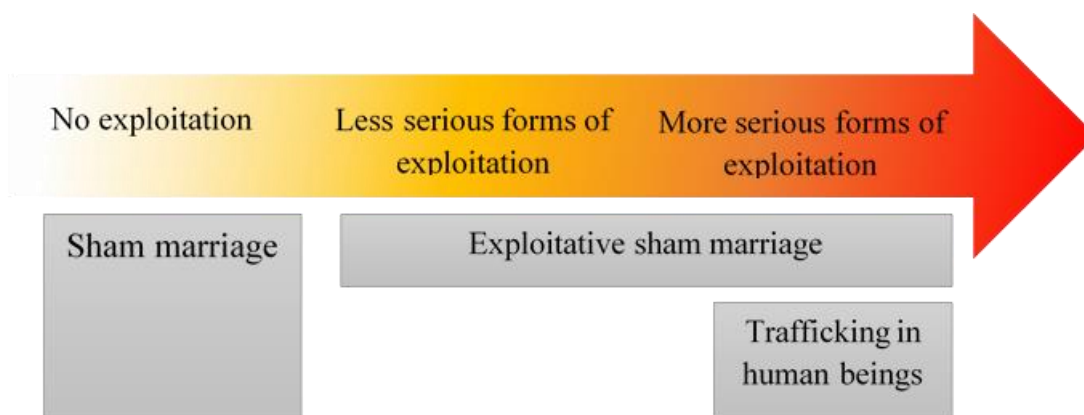 No exploitation
Less serious forms of
exploitation
More serious forms of
exploitation
Sham marriage
Exploitative sham marriage
Trafficking in
human beings